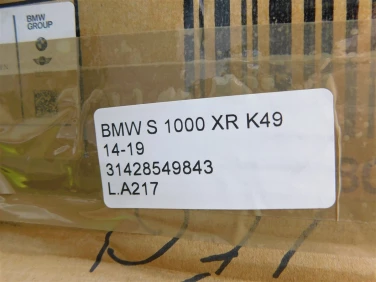 BMW
GROUP
BMW S 1000 XR K49
14-19
31428549843
L.A217